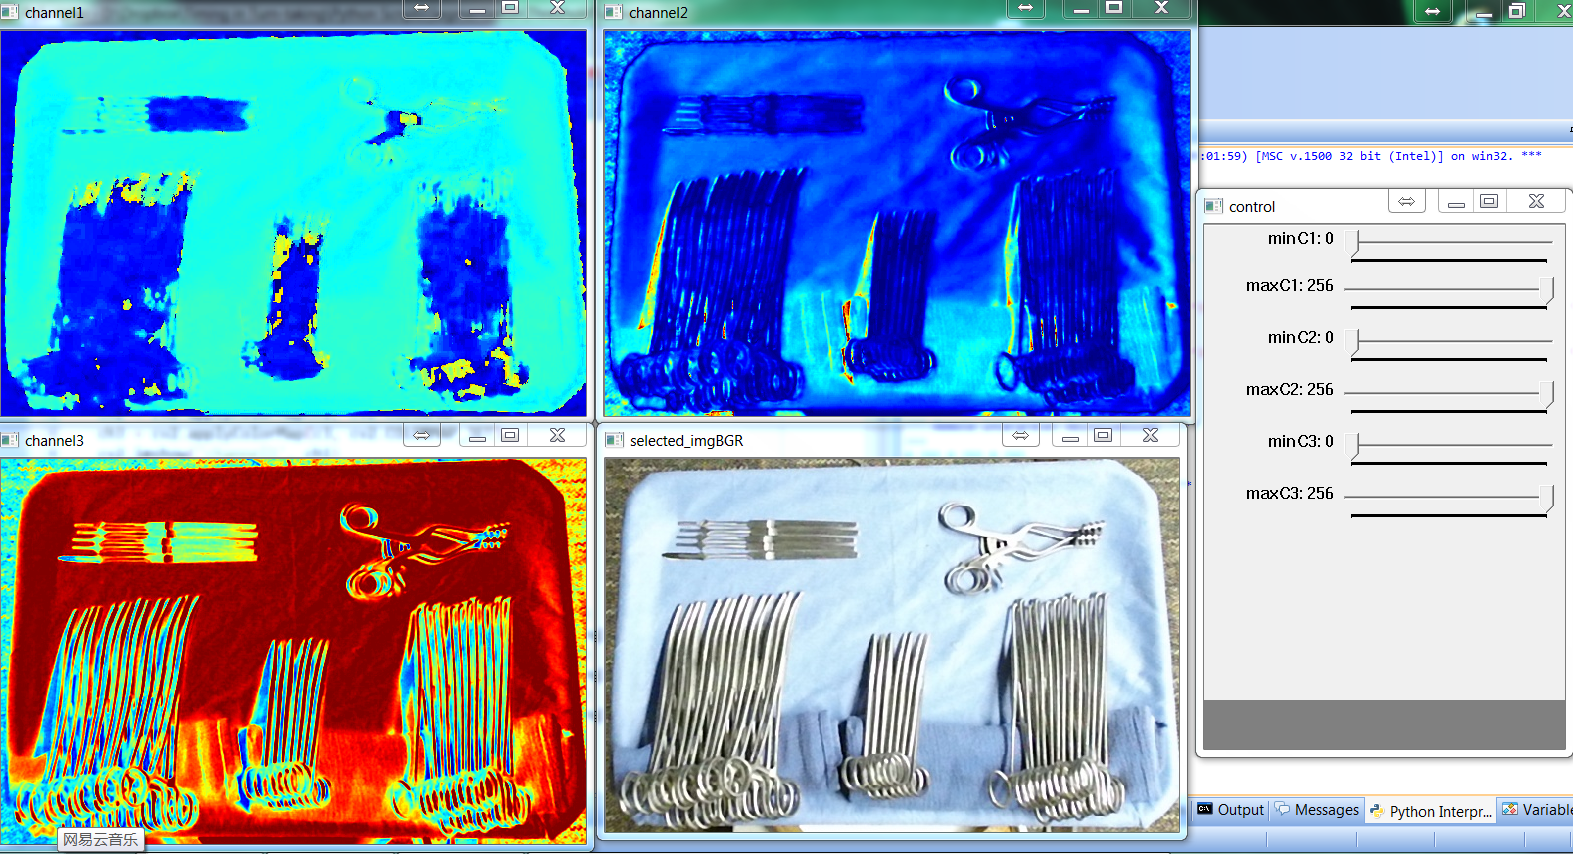 channel1
channel2
:01:59) [MSC v.1500 32 bit (Intel)] on win32. ***
control
minC1: 0
maxC1: 256
minC2: 0
maxC2: 256
minC3: 0
maxC3: 256
channel3
selected_imgBGR
Output
Messages
Python Interpr...
Variable
网易云音乐